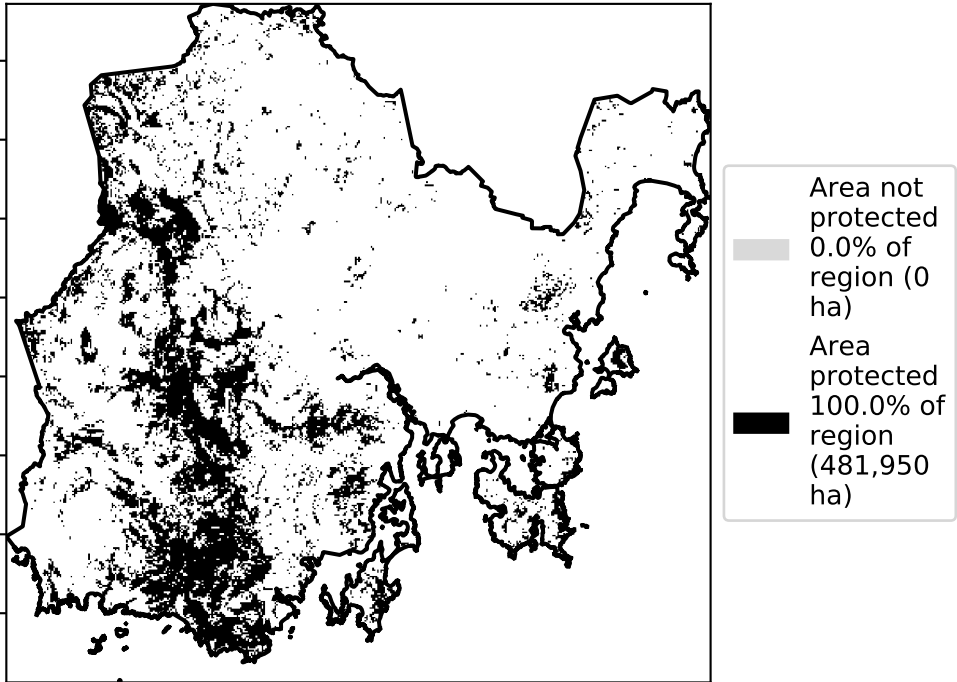 Area not
protected
0.0% of
region (0
ha)
Area
protected
100.0% of
region
(481,950
ha)